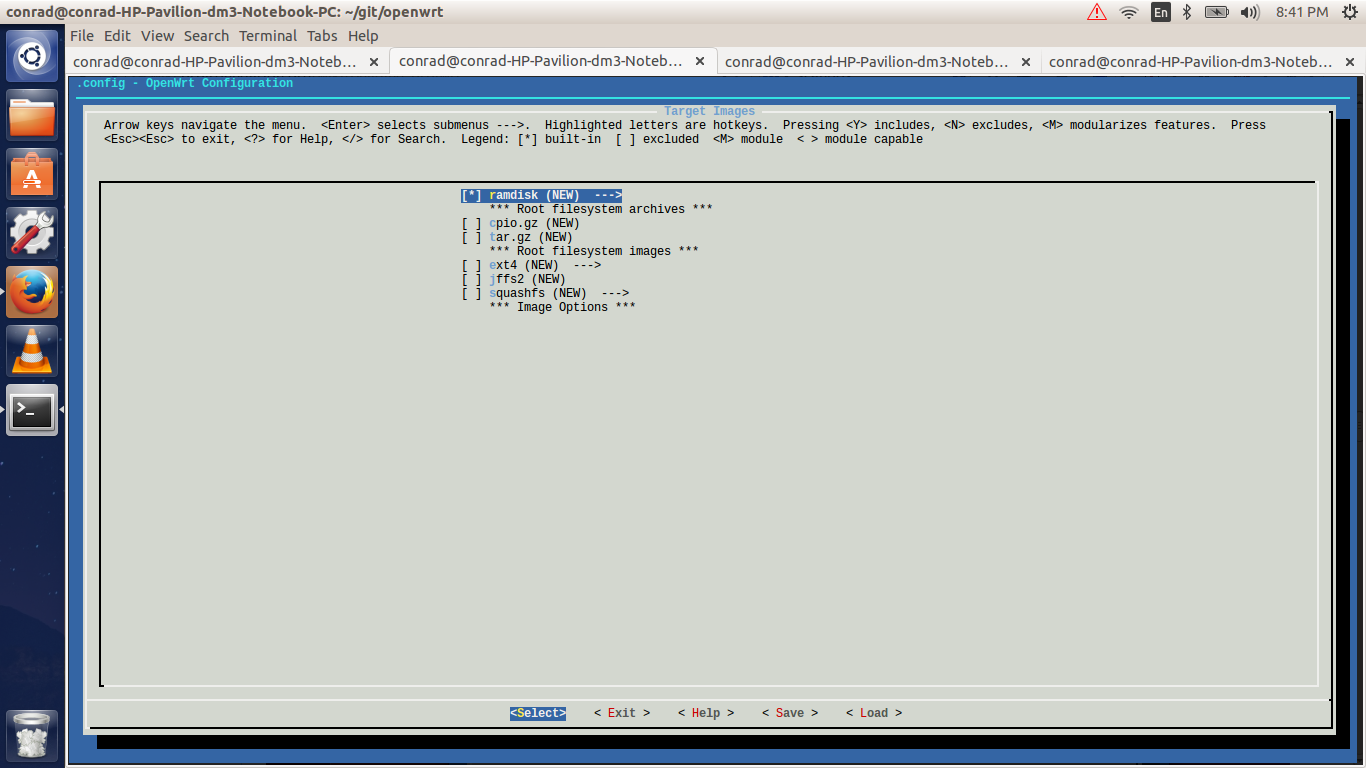 conrad@conrad-HP-Pavilion-dm3-Notebook-PC: ~/git/openwrt
En
8:41 PM
File Edit View Search Terminal Tabs Help
conrad@conrad-HP-Pavilion-dm3-Noteb... ×
conrad@conrad-HP-Pavilion-dm3-Noteb... ×
conrad@conrad-HP-Pavilion-dm3-Noteb... ×
conrad@conrad-HP-Pavilion-dm3-Noteb... ×
.config - OpenWrt Configuration
Target Images
Arrow keys navigate the menu.  <Enter> selects submenus --->.  Highlighted letters are hotkeys.  Pressing <Y> includes, <N> excludes, <M> modularizes features.  Press
<Esc><Esc> to exit, <?> for Help, </> for Search.  Legend: [*] built-in  [ ] excluded  <M> module  < > module capable
[*] ramdisk (NEW)  --->
*** Root filesystem archives ***
[ ] cpio.gz (NEW)
[ ] tar.gz (NEW)
*** Root filesystem images ***
[ ] ext4 (NEW)  --->
[ ] jffs2 (NEW)
[ ] squashfs (NEW)  --->
*** Image Options ***
<Select>    < Exit >    < Help >    < Save >    < Load >